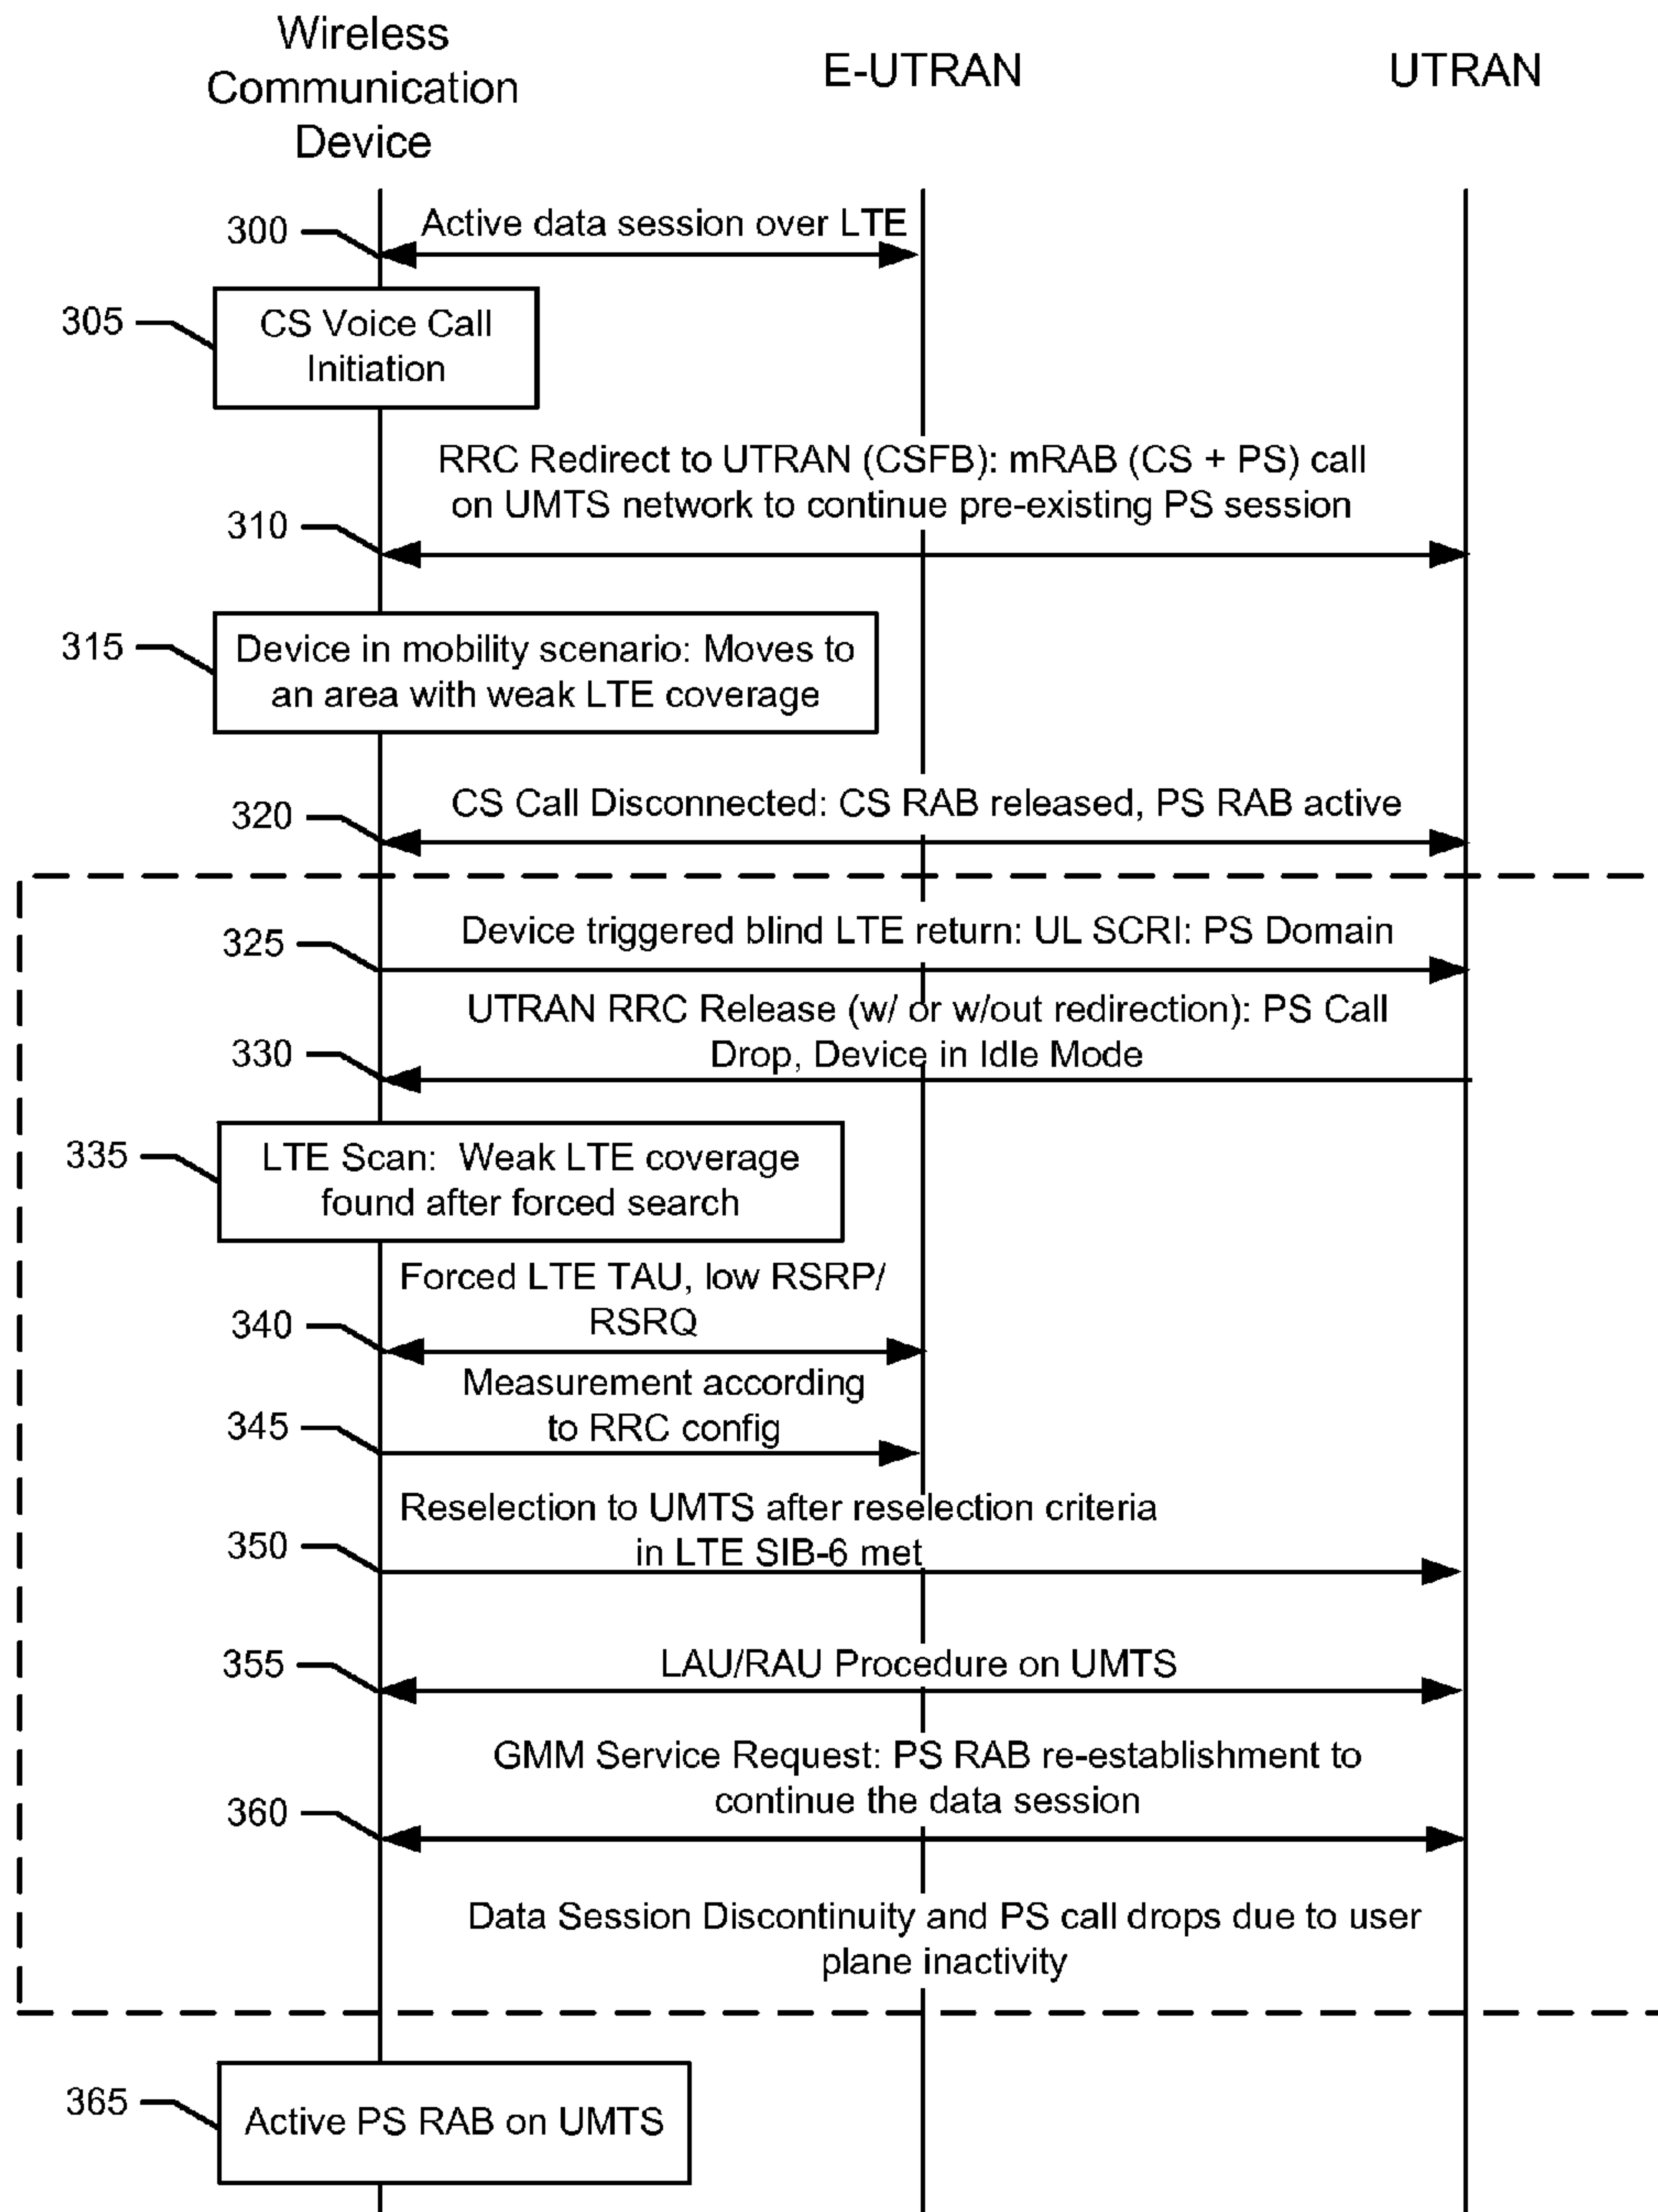 Wireless
Communication
Device
E-UTRAN
UTRAN
300
Active data session over LTE
305
CS Voice Call
Initiation
RRC Redirect to UTRAN (CSFB): mRAB (CS + PS) call
on UMTS network to continue pre-existing PS session
310
315
Device in mobility scenario: Moves to
an area with weak LTE coverage
320
CS Call Disconnected: CS RAB released, PS RAB active
325
Device triggered blind LTE return: UL SCRI: PS Domain
UTRAN RRC Release (w/ or w/out redirection): PS Call
Drop, Device in Idle Mode
330
335
LTE Scan: Weak LTE coverage
found after forced search
Forced LTE TAU, low RSRP/
RSRQ
340
Measurement according
to RRC config
345
Reselection to UMTS after reselection criteria
in LTE SIB-6 met
350
355
LAU/RAU Procedure on UMTS
GMM Service Request: PS RAB re-establishment to
continue the data session
360
Data Session Discontinuity and PS call drops due to user
plane inactivity
365
Active PS RAB on UMTS